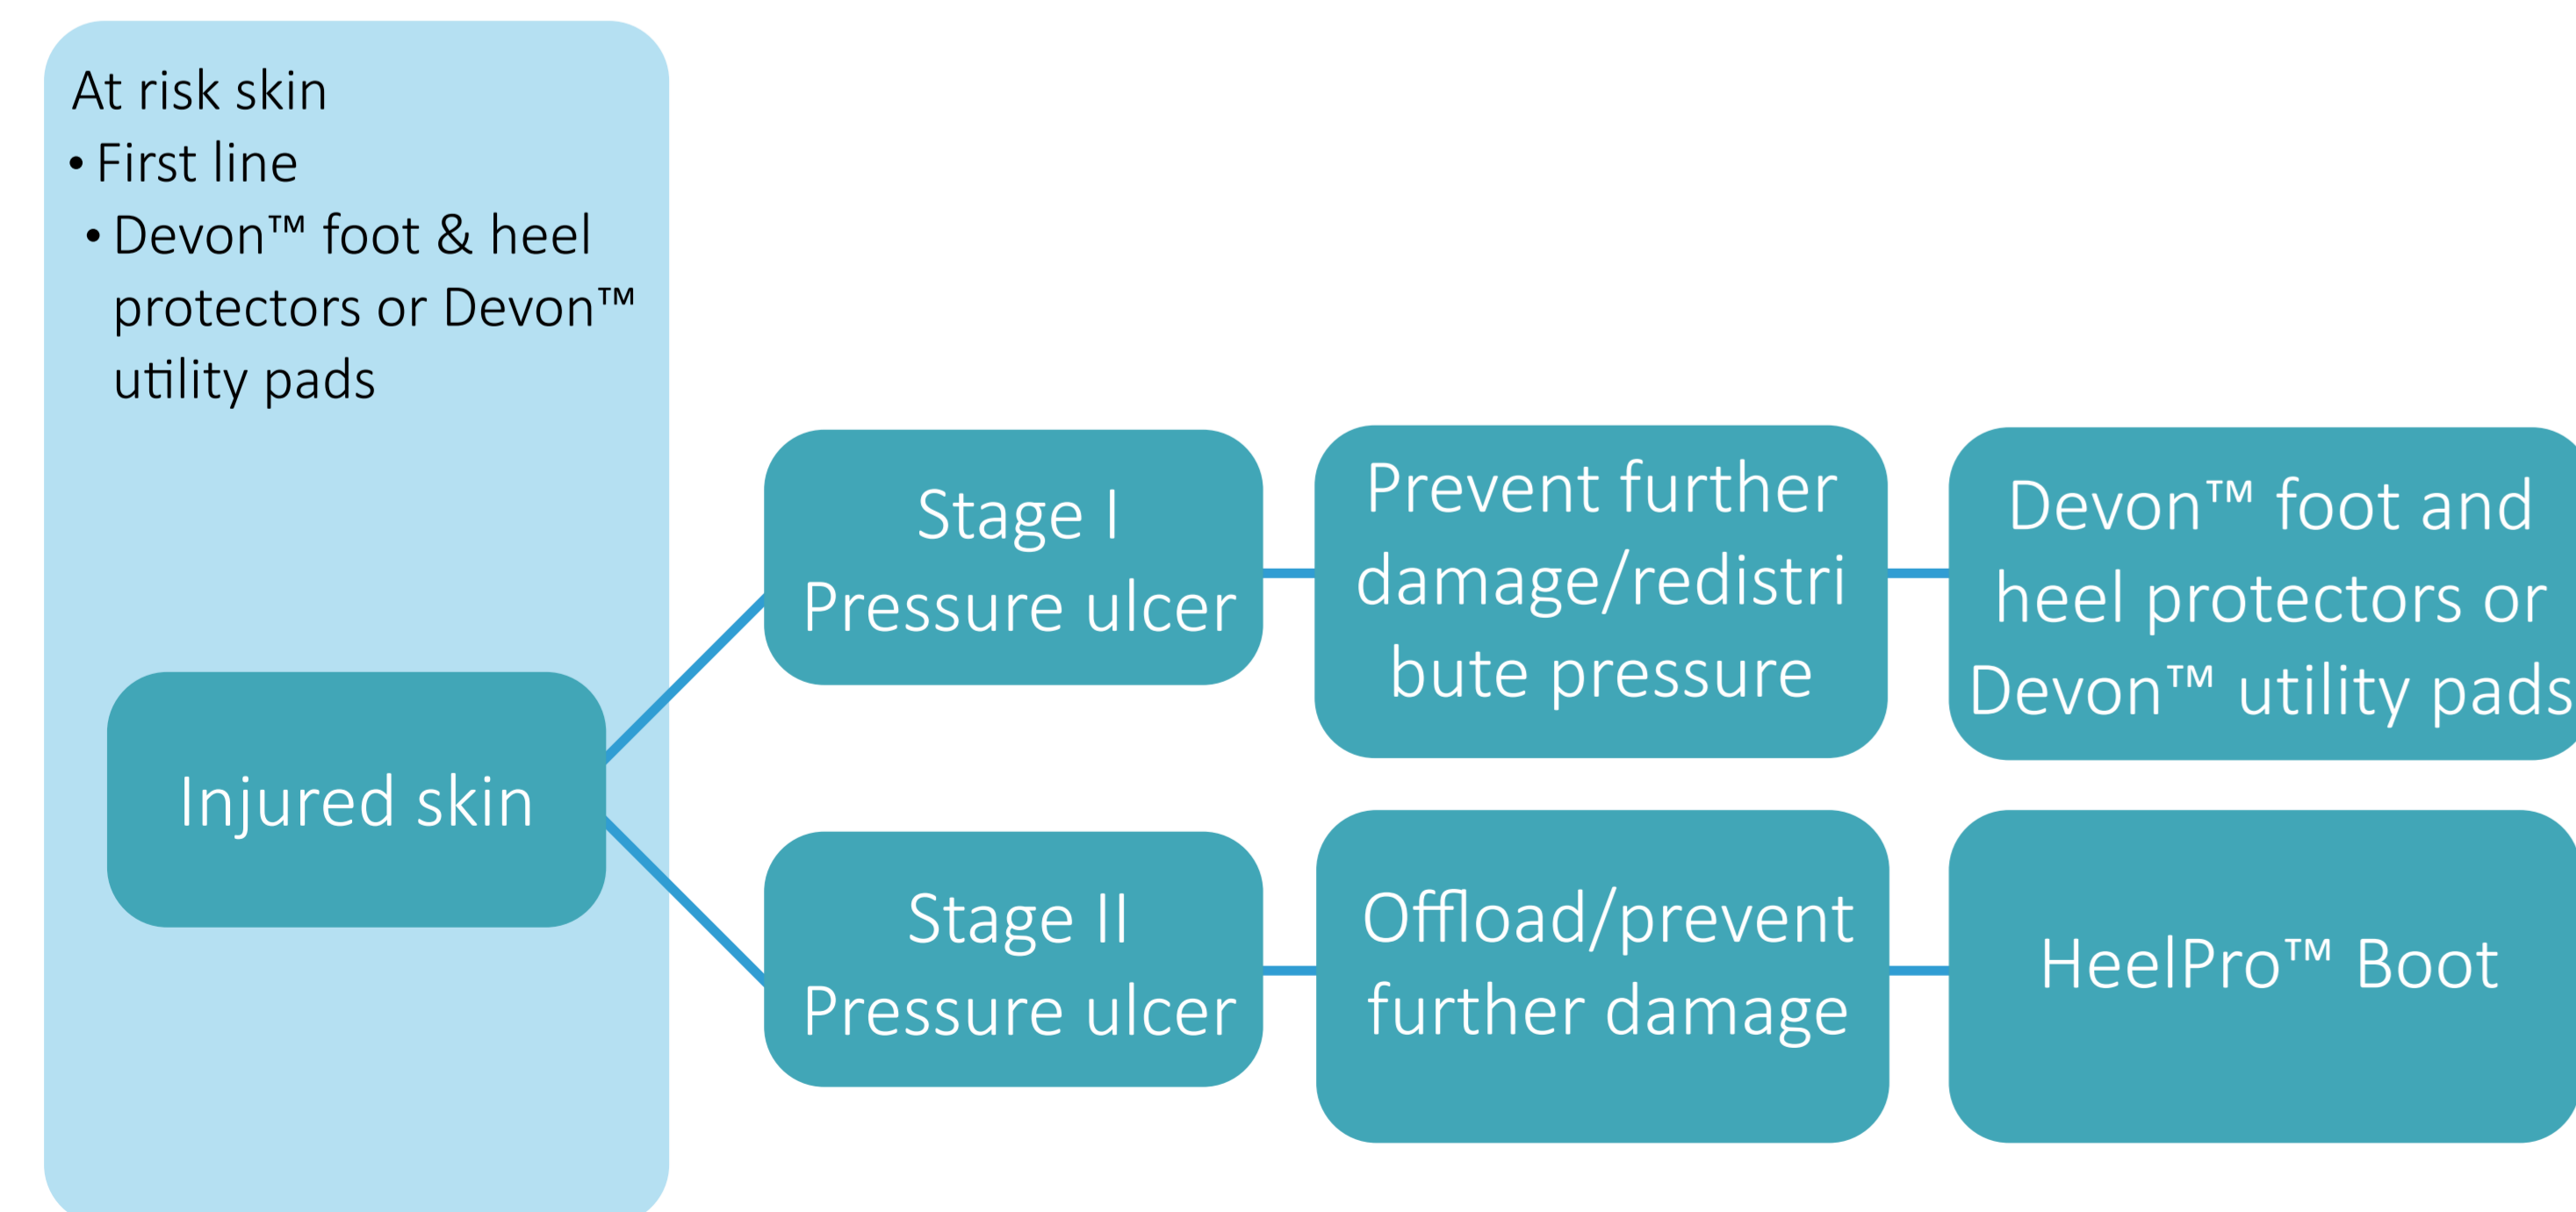 At risk skin
• First line
• Devon™ foot & heel
protectors or Devon™
utility pads
Injured skin
Stage I
Pressure ulcer
Prevent further
damage/redistri
bute pressure
Devon™ foot and
heel protectors or
Devon™ utility pads
Stage II
Pressure ulcer
Offload/prevent
further damage
HeelPro™ Boot